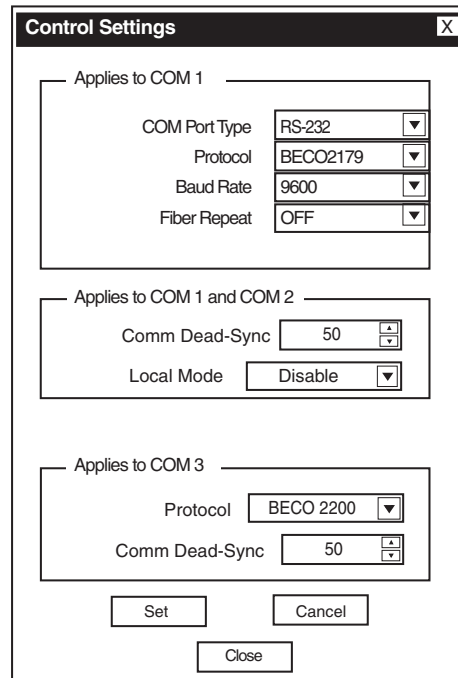 Control Settings X
Applies to COM 1
COM Port Type RS-232
Protocol BECO2179
Baud Rate 9600
Fiber Repeat OFF
Applies to COM 1 and COM 2
Comm Dead-Sync 50
Local Mode Disable
Applies to COM 3
Protocol BECO 2200
Comm Dead-Sync 50
Set Cancel
Close